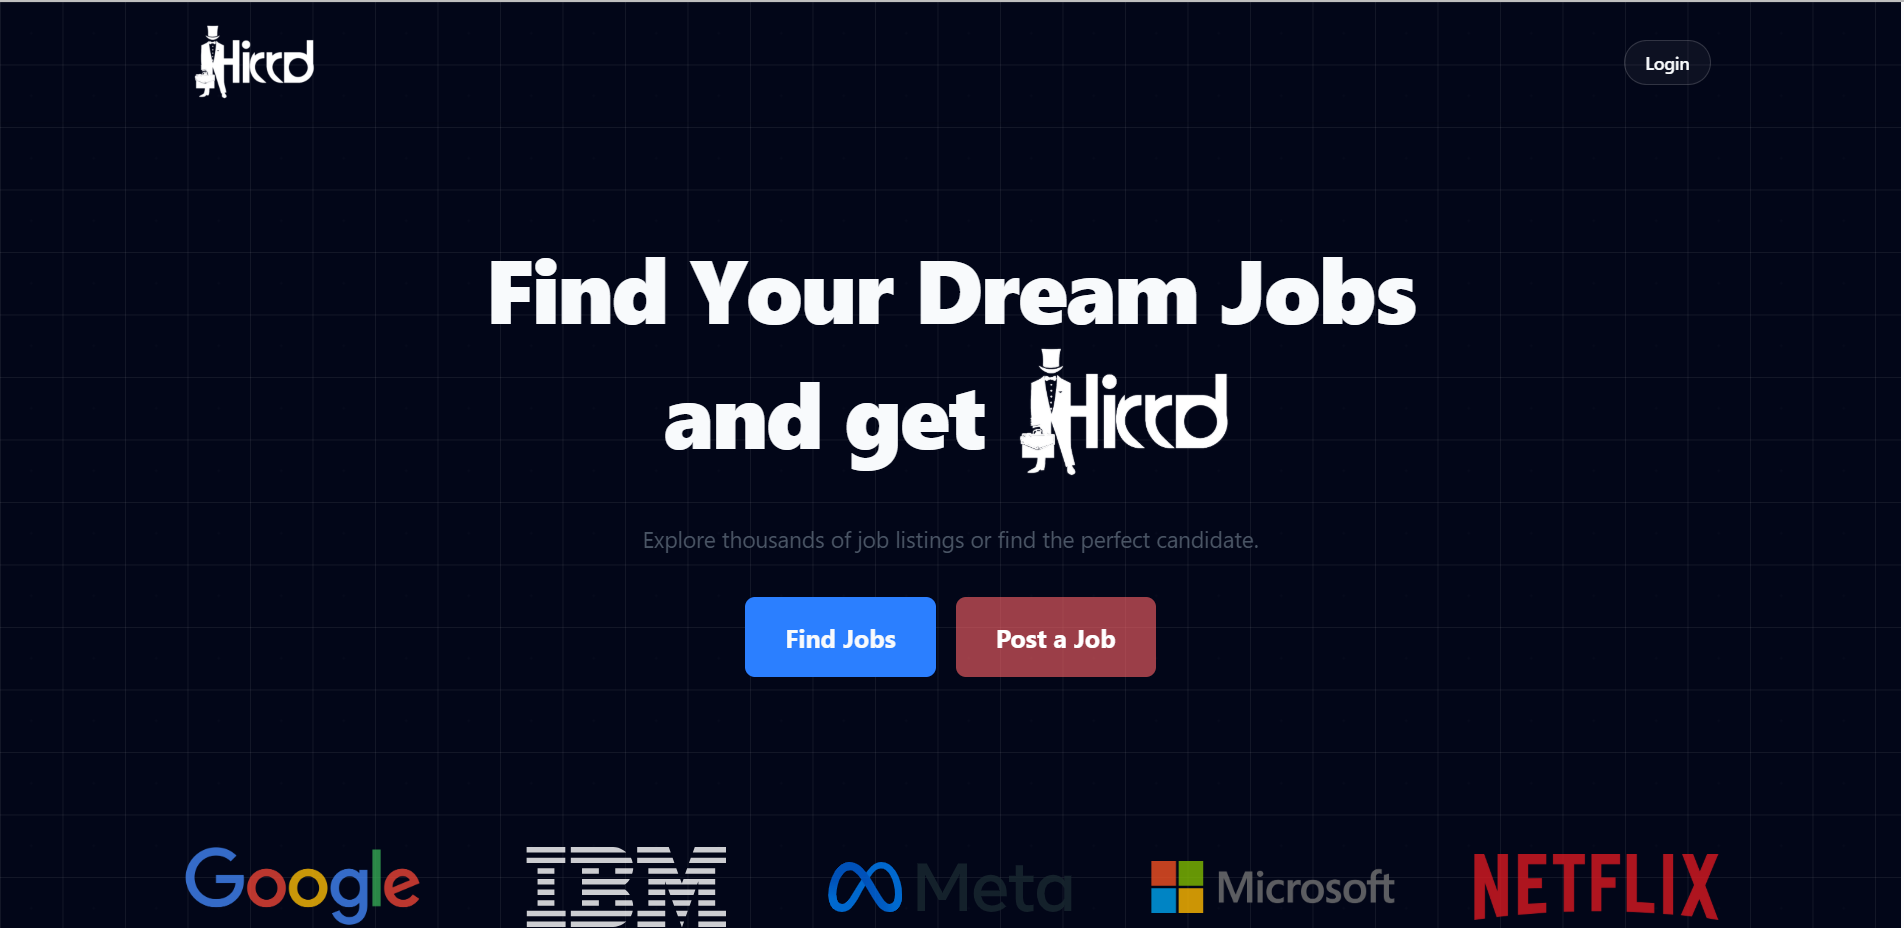 Hirrd
Login
Find Your Dream Jobs
and get Hirrd
Explore thousands of job listings or find the perfect candidate.
Find Jobs
Post a Job
Google
IBM
Meta
Microsoft
NETFLIX